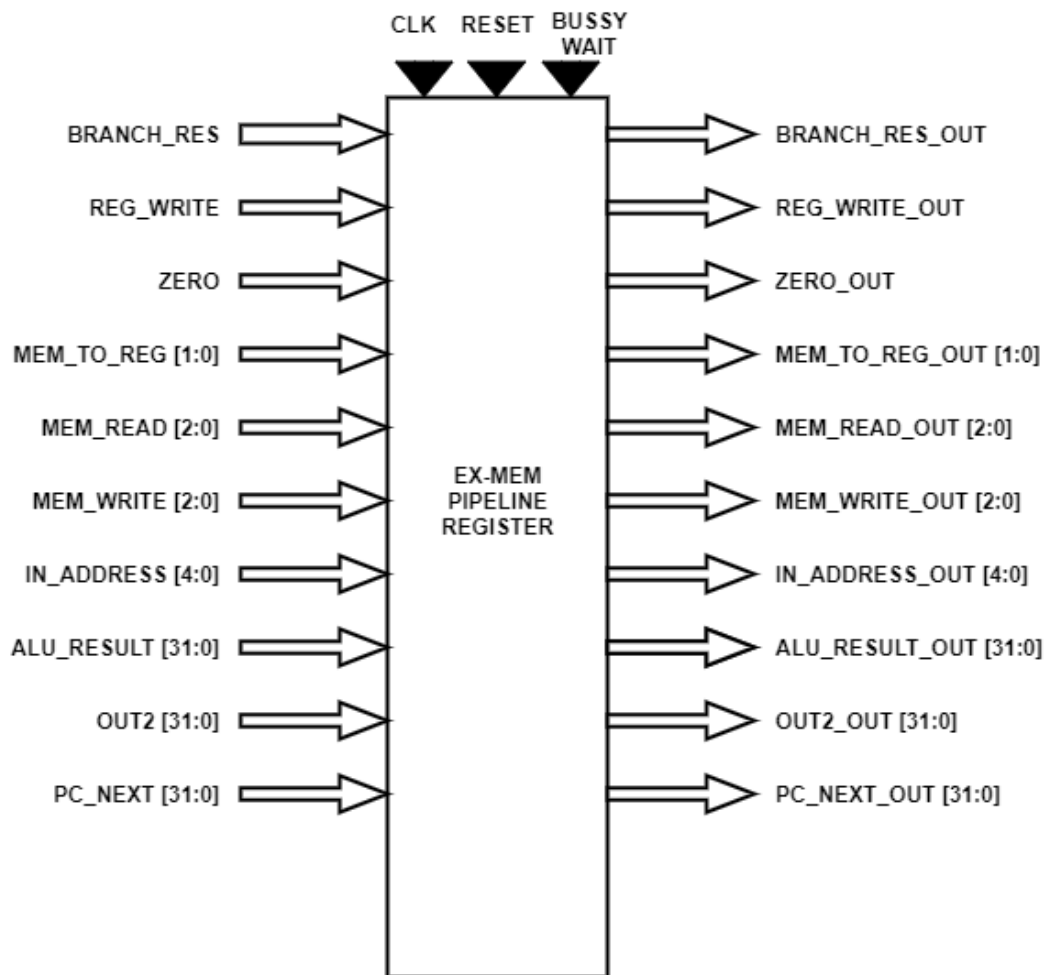 CLK RESET BUSSY
WAIT
BRANCH_RES BRANCH_RES_OUT
REG_WRITE REG_WRITE_OUT
ZERO ZERO_OUT
MEM_TO_REG [1:0] MEM_TO_REG_OUT [1:0]
MEM_READ [2:0] MEM_READ_OUT [2:0]
EX-MEM
PIPELINE
REGISTER
MEM_WRITE [2:0] MEM_WRITE_OUT [2:0]
IN_ADDRESS [4:0] IN_ADDRESS_OUT [4:0]
ALU_RESULT [31:0] ALU_RESULT_OUT [31:0]
OUT2 [31:0] OUT2_OUT [31:0]
PC_NEXT [31:0] PC_NEXT_OUT [31:0]